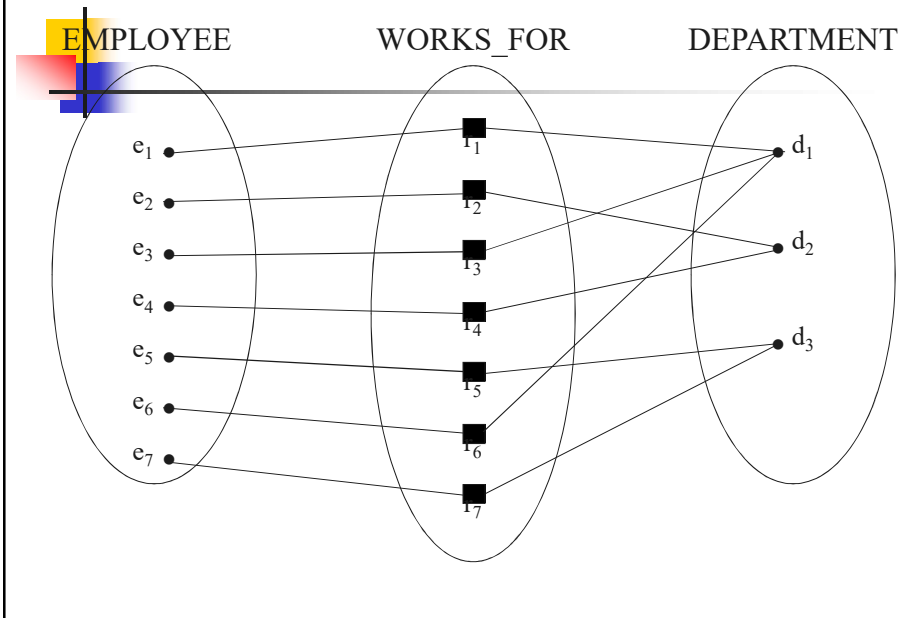 EMPLOYEE WORKS_FOR DEPARTMENT
e1 r1 d1
e2 r2
e3 r3 d2
e4 r4
e5 r5 d3
e6 r6
e7 r7